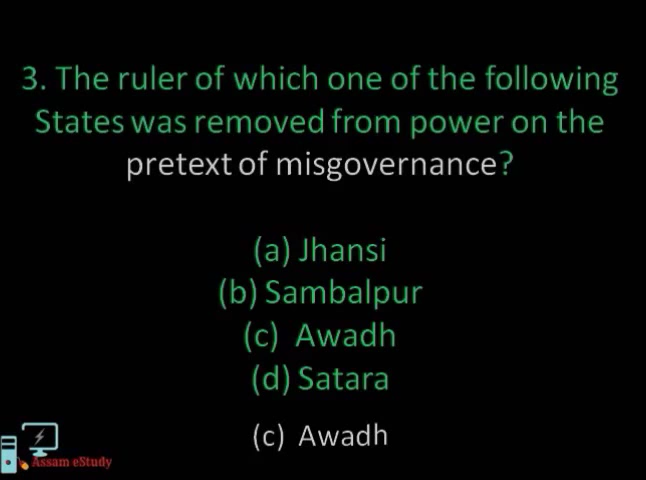 3. The ruler of which one of the following
States was removed from power on the
pretext of misgovernance?
(a) Jhansi
(b) Sambalpur
(c) Awadh
(d) Satara
(c) Awadh
Assam eStudy